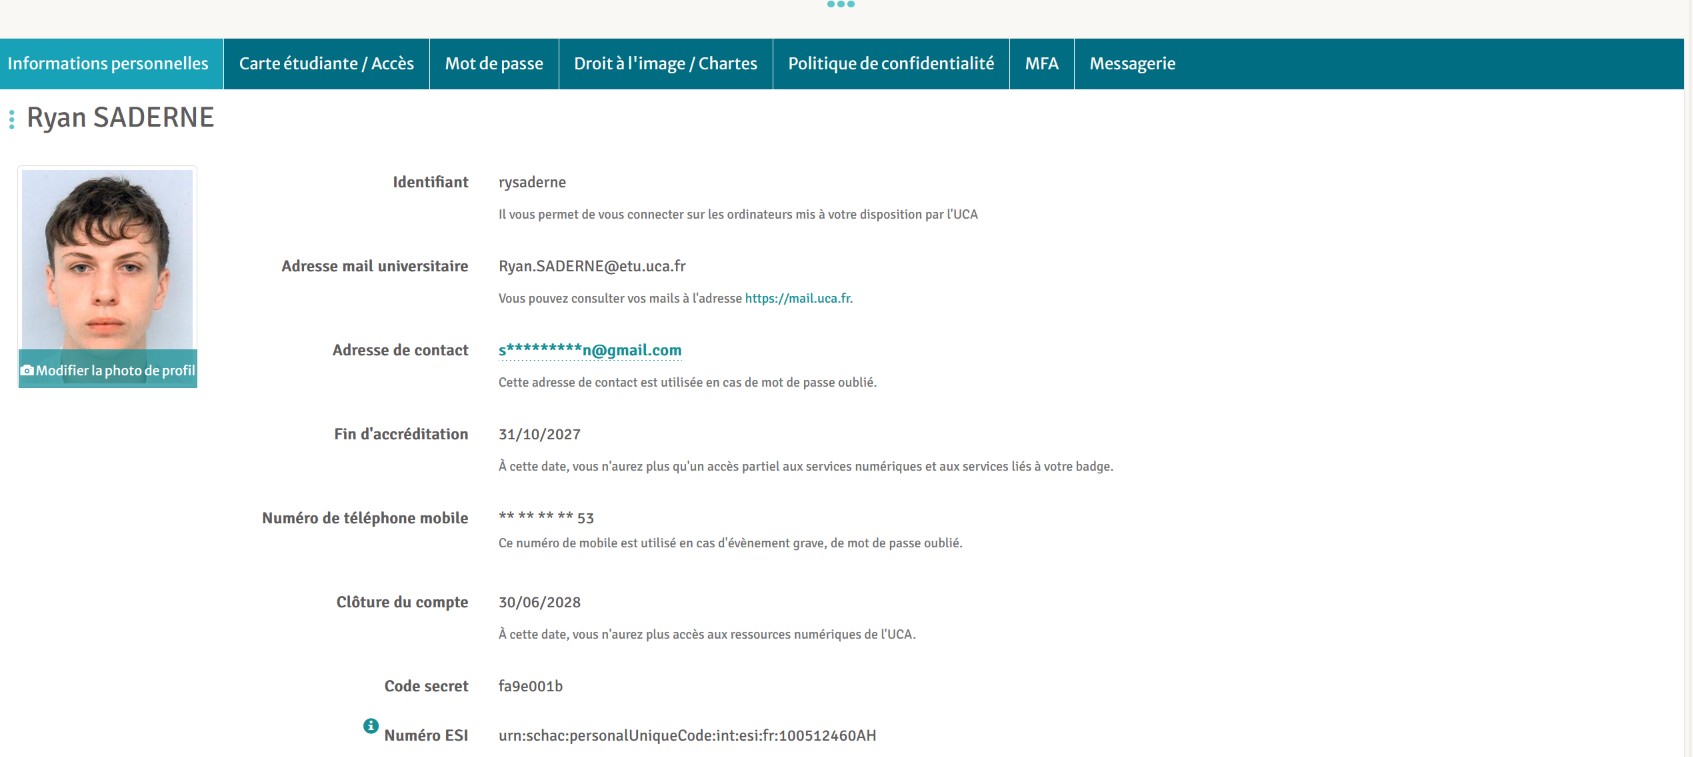 Informations personnelles
Carte étudiante / Accès
Mot de passe
Droit à l'image / Chartes
Politique de confidentialité
MFA
Messagerie
Ryan SADERNE
Modifier la photo de profil
Identifiant rysaderne
Il vous permet de vous connecter sur les ordinateurs mis à votre disposition par l'UCA
Adresse mail universitaire Ryan.SADERNE@etu.uca.fr
Vous pouvez consulter vos mails à l'adresse https://mail.uca.fr.
Adresse de contact s*********n@gmail.com
Cette adresse de contact est utilisée en cas de mot de passe oublié.
Fin d'accréditation 31/10/2027
À cette date, vous n'aurez plus qu'un accès partiel aux services numériques et aux services liés à votre badge.
Numéro de téléphone mobile ** ** ** ** 53
Ce numéro de mobile est utilisé en cas d'évènement grave, de mot de passe oublié.
Clôture du compte 30/06/2028
À cette date, vous n'aurez plus accès aux ressources numériques de l'UCA.
Code secret fa9e001b
Numéro ESI urn:schac:personalUniqueCode:int:esi:fr:100512460AH